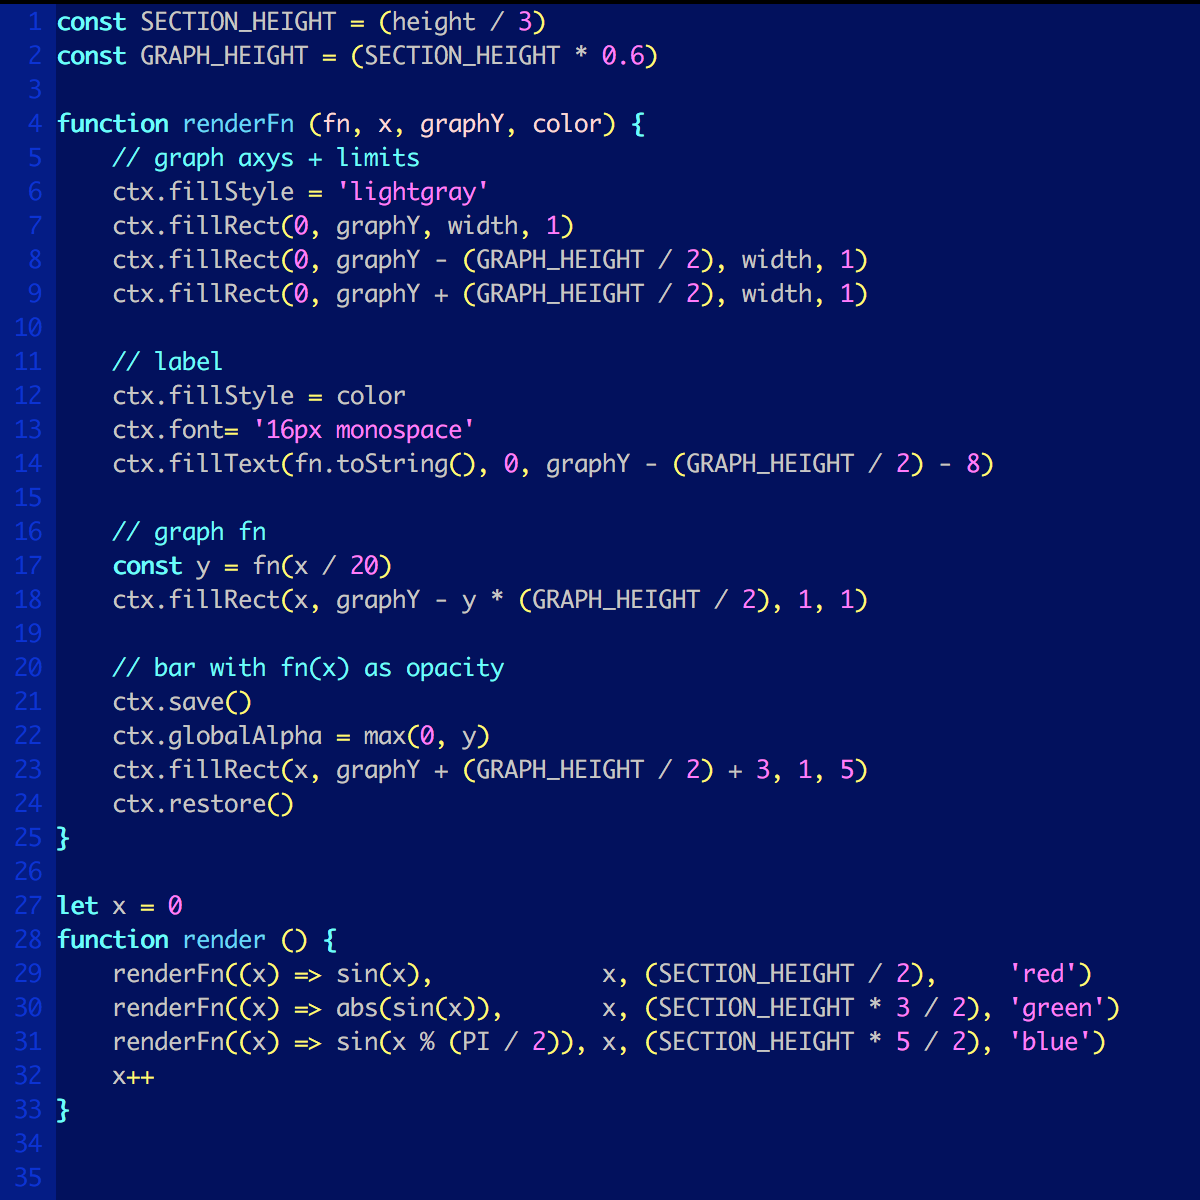 1 const SECTION_HEIGHT = (height / 3)
2 const GRAPH_HEIGHT = (SECTION_HEIGHT * 0.6)
3
4 function renderFn (fn, x, graphY, color) {
5     // graph axys + limits
6     ctx.fillStyle = 'lightgray'
7     ctx.fillRect(0, graphY, width, 1)
8     ctx.fillRect(0, graphY - (GRAPH_HEIGHT / 2), width, 1)
9     ctx.fillRect(0, graphY + (GRAPH_HEIGHT / 2), width, 1)
10
11     // label
12     ctx.fillStyle = color
13     ctx.font= '16px monospace'
14     ctx.fillText(fn.toString(), 0, graphY - (GRAPH_HEIGHT / 2) - 8)
15
16     // graph fn
17     const y = fn(x / 20)
18     ctx.fillRect(x, graphY - y * (GRAPH_HEIGHT / 2), 1, 1)
19
20     // bar with fn(x) as opacity
21     ctx.save()
22     ctx.globalAlpha = max(0, y)
23     ctx.fillRect(x, graphY + (GRAPH_HEIGHT / 2) + 3, 1, 5)
24     ctx.restore()
25 }
26
27 let x = 0
28 function render () {
29     renderFn((x) => sin(x),            x, (SECTION_HEIGHT / 2),     'red')
30     renderFn((x) => abs(sin(x)),       x, (SECTION_HEIGHT * 3 / 2), 'green')
31     renderFn((x) => sin(x % (PI / 2)), x, (SECTION_HEIGHT * 5 / 2), 'blue')
32     x++
33 }
34
35